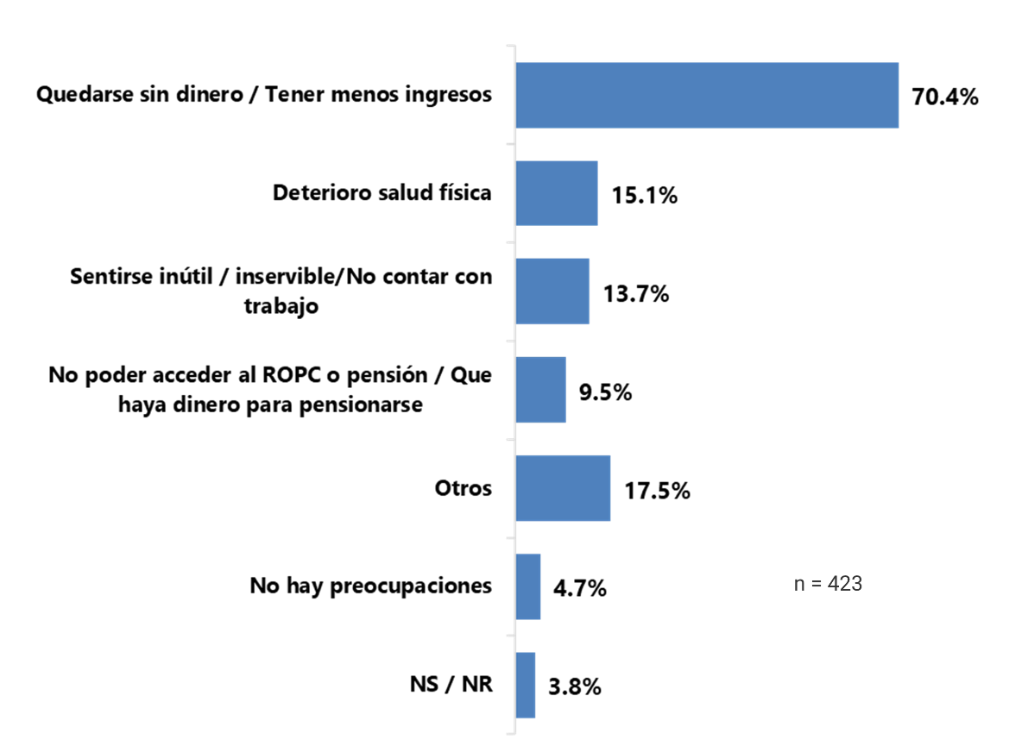 Quedarse sin dinero / Tener menos ingresos
70.4%
Deterioro salud física
15.1%
Sentirse inútil / inservible/No contar con
trabajo
13.7%
No poder acceder al ROPC o pensión / Que
haya dinero para pensionarse
9.5%
Otros
17.5%
No hay preocupaciones
4.7%
n = 423
NS / NR
3.8%